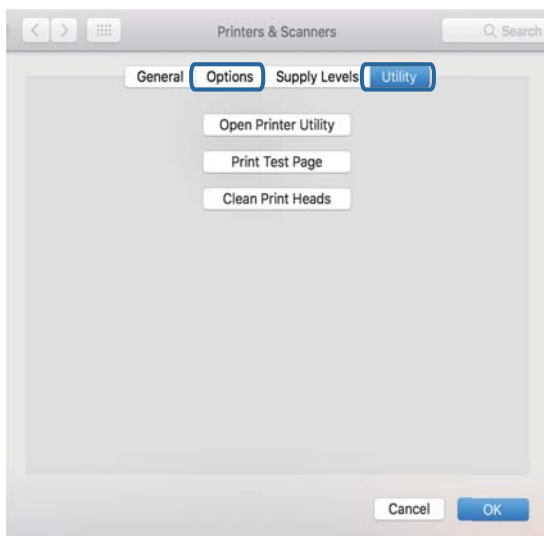 Printers & Scanners Search
General Options Supply Levels Utility
Open Printer Utility
Print Test Page
Clean Print Heads
Cancel OK